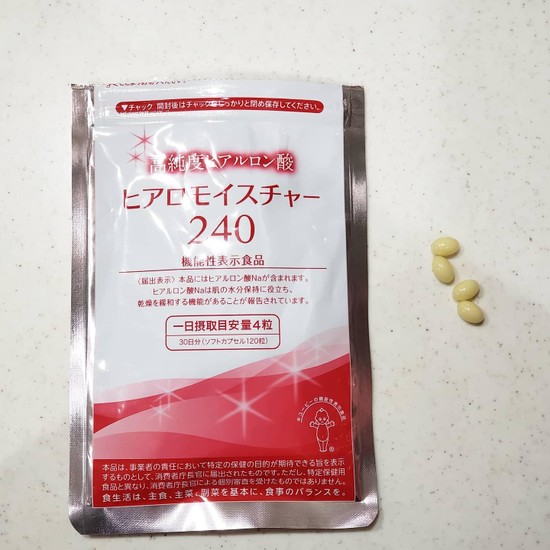 ▼チャック 開封後はチャックをしっかりと閉め保存してください。
高純度ヒアルロン酸
ヒアロモイスチャー
240
機能性表示食品
〈届出表示〉本品にはヒアルロン酸Naが含まれます。
ヒアルロン酸Naは肌の水分保持に役立ち、
乾燥を緩和する機能があることが報告されています。
一日摂取目安量4粒
30日分(ソフトカプセル120粒)
キユーピーの機能性表示食品
®
本品は、事業者の責任において特定の保健の目的が期待できる旨を表示
するものとして、消費者庁長官に届出されたものです。ただし、特定保健用
食品と異なり、消費者庁長官による個別審査を受けたものではありません。
食生活は、主食、主菜、副菜を基本に、食事のバランスを。